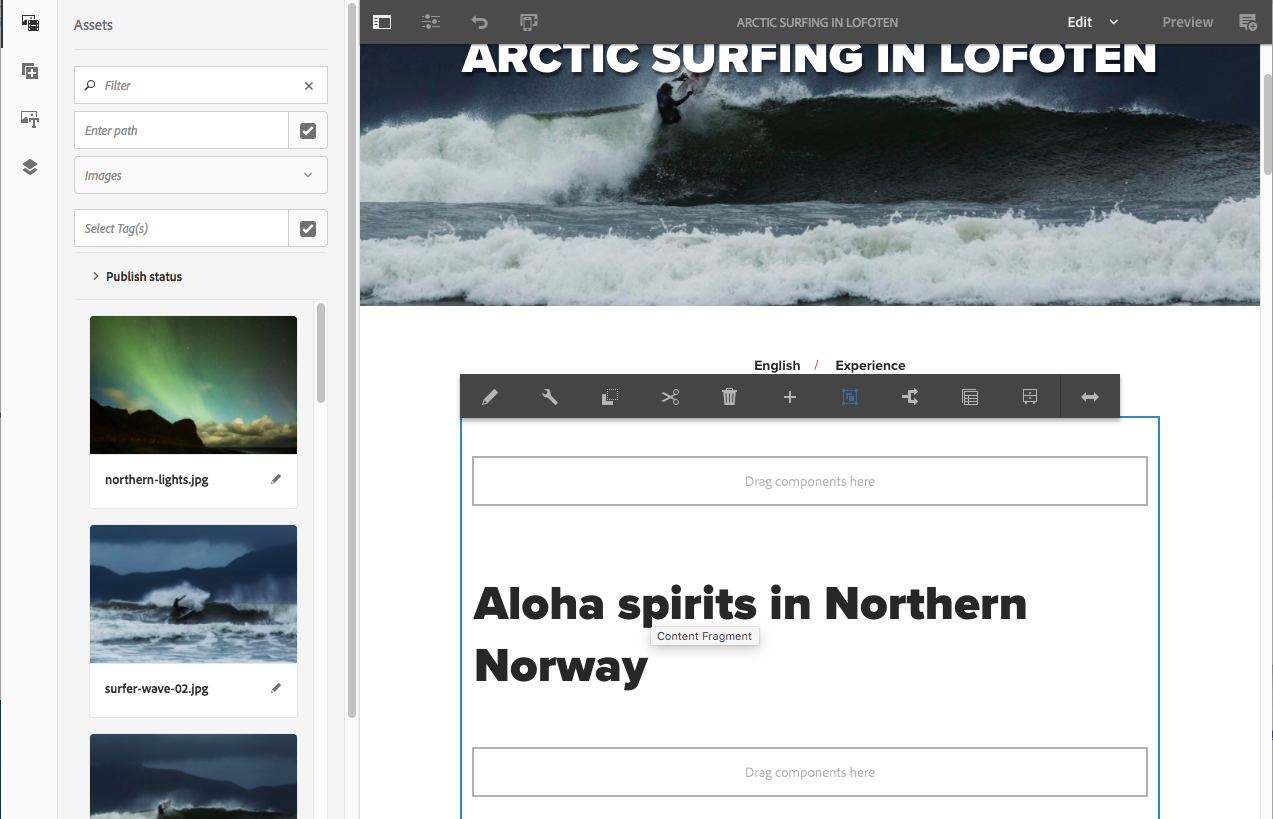 Assets
Filter
Enter path
Images
Select Tag(s)
Publish status
northern-lights.jpg
surfer-wave-02.jpg
ARCTIC SURFING IN LOFOTEN
Edit
Preview
ARCTIC SURFING IN LOFOTEN
English / Experience
Drag components here
Aloha spirits in Northern
Norway
Content Fragment
Drag components here